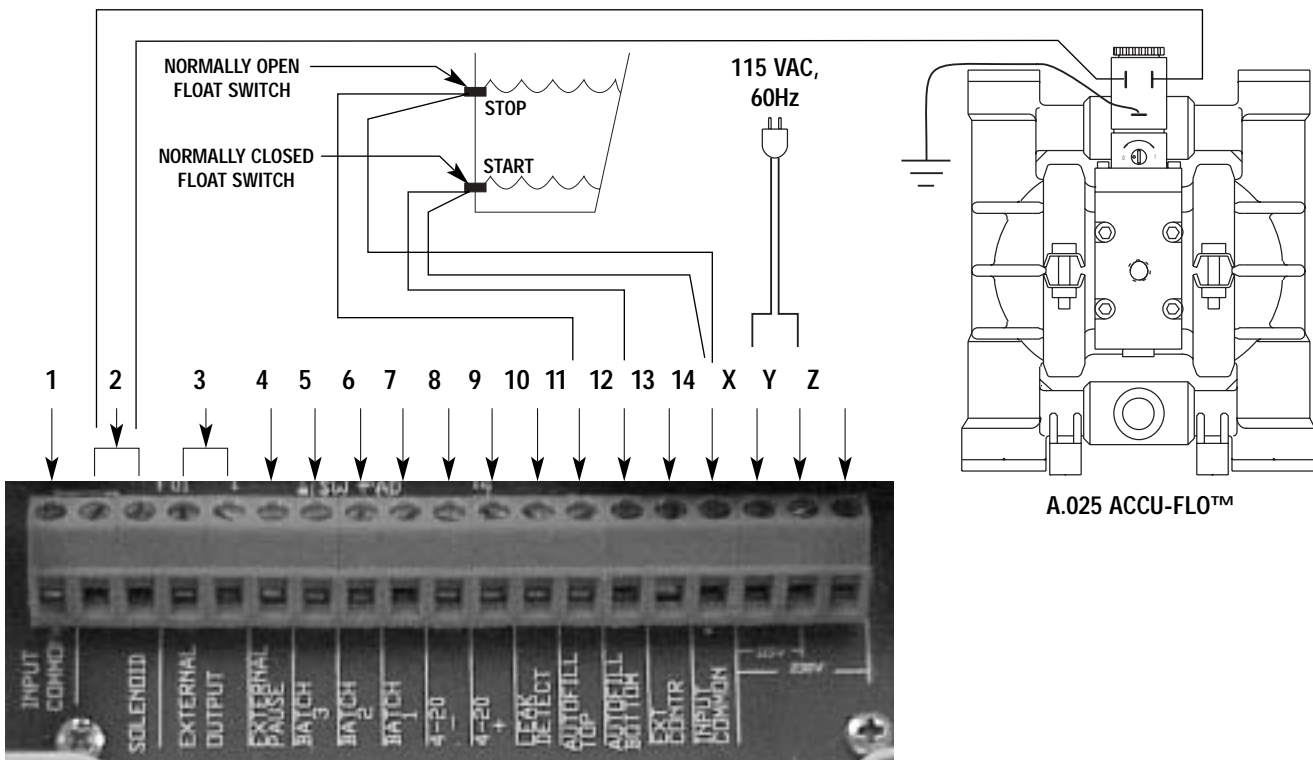 NORMALLY OPEN
FLOAT SWITCH
STOP
NORMALLY CLOSED
FLOAT SWITCH
START
115 VAC,
60Hz
A.025 ACCU-FLO™
1 2 3 4 5 6 7 8 9 10 11 12 13 14 X Y Z
INPUT
COMMON
SOLENOID
EXTERNAL
OUTPUT
EXTERNAL
PAUSE
BATCH
3
BATCH
2
BATCH
1
4-20
-
4-20
+
LEAK
DETECT
AUTOFILL
TOP
AUTOFILL
BOTTOM
EXT
CONTR
INPUT
COMMON
115V
230V